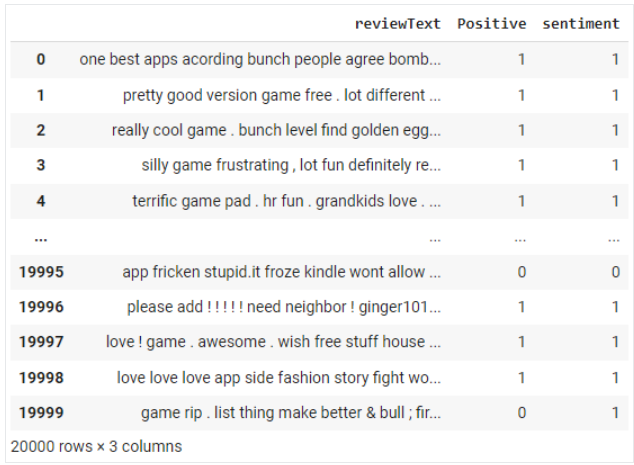 reviewText Positive sentiment
0 one best apps acording bunch people agree bomb... 1 1
1 pretty good version game free . lot different ... 1 1
2 really cool game . bunch level find golden egg... 1 1
3 silly game frustrating , lot fun definitely re... 1 1
4 terrific game pad . hr fun . grandkids love . ... 1 1
... ... ... ...
19995 app fricken stupid.it froze kindle wont allow ... 0 0
19996 please add ! ! ! ! ! need neighbor ! ginger101... 1 1
19997 love ! game . awesome . wish free stuff house ... 1 1
19998 love love love app side fashion story fight wo... 1 1
19999 game rip . list thing make better & bull ; fir... 0 1
20000 rows × 3 columns